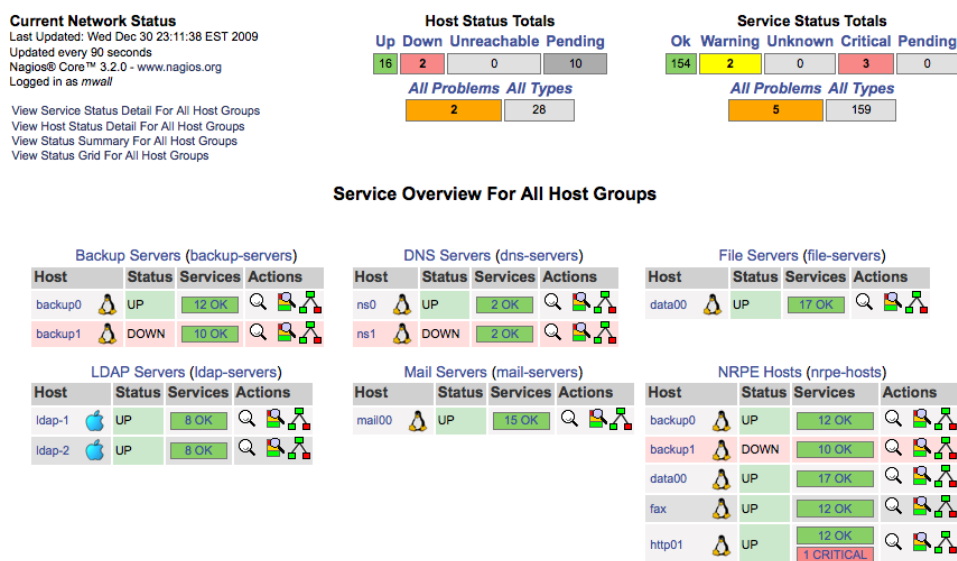 Current Network Status
Last Updated: Wed Dec 30 23:11:38 EST 2009
Updated every 90 seconds
Nagios® Core™ 3.2.0 - www.nagios.org
Logged in as mwall
View Service Status Detail For All Host Groups
View Host Status Detail For All Host Groups
View Status Summary For All Host Groups
View Status Grid For All Host Groups
Host Status Totals
Up Down Unreachable Pending
16 2 0 10
All Problems All Types
2 28
Service Status Totals
Ok Warning Unknown Critical Pending
154 2 0 3 0
All Problems All Types
5 159
Service Overview For All Host Groups
Backup Servers (backup-servers)
Host Status Services Actions
backup0 UP 12 OK
backup1 DOWN 10 OK
DNS Servers (dns-servers)
Host Status Services Actions
ns0 UP 2 OK
ns1 DOWN 2 OK
File Servers (file-servers)
Host Status Services Actions
data00 UP 17 OK
LDAP Servers (ldap-servers)
Host Status Services Actions
ldap-1 UP 8 OK
ldap-2 UP 8 OK
Mail Servers (mail-servers)
Host Status Services Actions
mail00 UP 15 OK
NRPE Hosts (nrpe-hosts)
Host Status Services Actions
backup0 UP 12 OK
backup1 DOWN 10 OK
data00 UP 17 OK
fax UP 12 OK
http01 UP 12 OK
1 CRITICAL